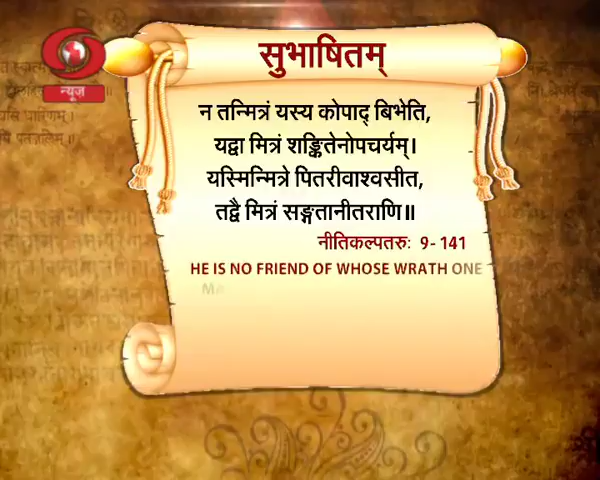 सुभाषितम्
न्यूज़
न तन्मित्रं यस्य कोपाद् बिभेति,
यद्वा मित्रं शङ्कितेनोपचर्यम्।
यस्मिन्मित्रे पितरीवाश्वसीत,
तद्वै मित्रं सङ्गतानीतराणि॥
नीतिकल्पतरुः 9- 141
HE IS NO FRIEND OF WHOSE WRATH ONE
MA